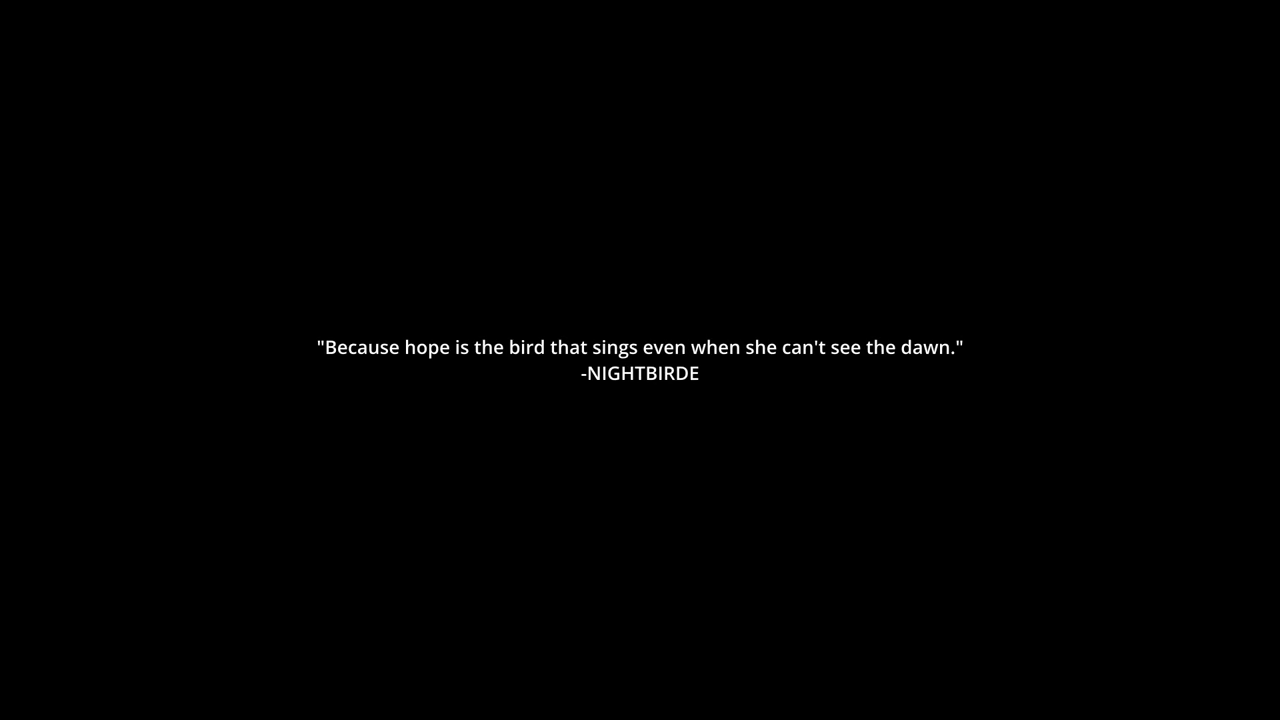 "Because hope is the bird that sings even when she can't see the dawn."
-NIGHTBIRDE